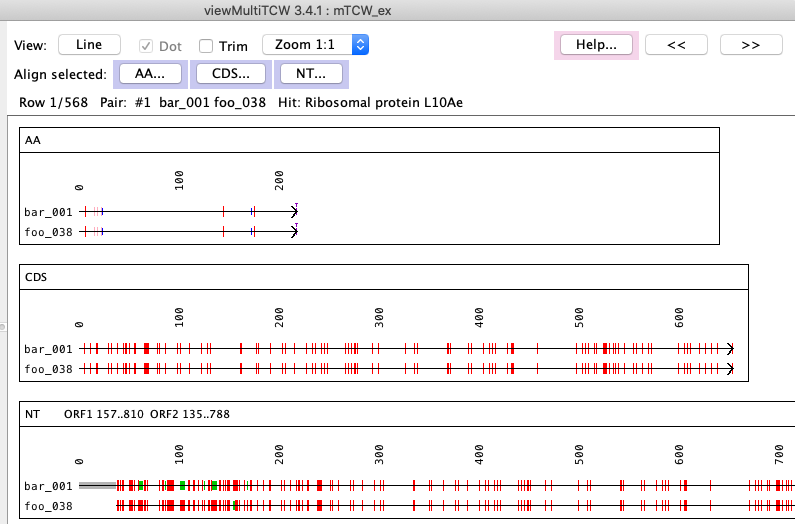 viewMultiTCW 3.4.1 : mTCW_ex
View: Line Dot Trim Zoom 1:1 Help... << >>
Align selected: AA... CDS... NT...
Row 1/568 Pair: #1 bar_001 foo_038 Hit: Ribosomal protein L10Ae
AA
0 100 200
bar_001
foo_038
CDS
0 100 200 300 400 500 600
bar_001
foo_038
NT ORF1 157..810 ORF2 135..788
0 100 200 300 400 500 600 700
bar_001
foo_038